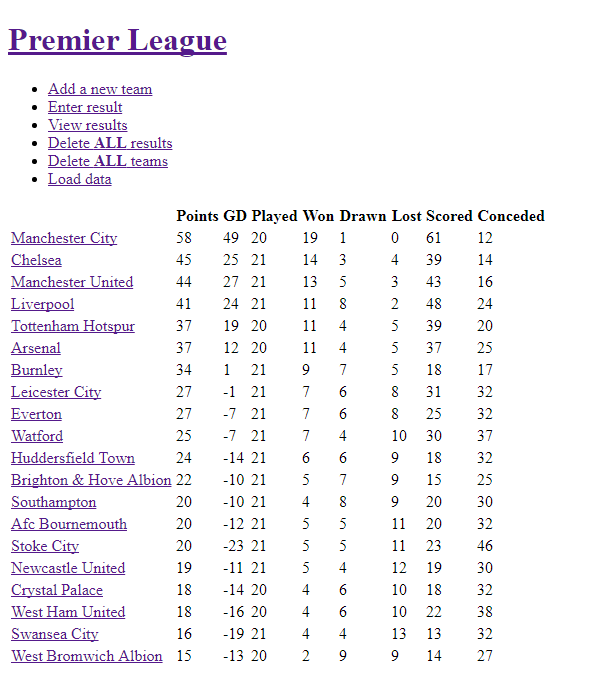 Premier League
Add a new team
Enter result
View results
Delete ALL results
Delete ALL teams
Load data
Points GD Played Won Drawn Lost Scored Conceded
Manchester City 58 49 20 19 1 0 61 12
Chelsea 45 25 21 14 3 4 39 14
Manchester United 44 27 21 13 5 3 43 16
Liverpool 41 24 21 11 8 2 48 24
Tottenham Hotspur 37 19 20 11 4 5 39 20
Arsenal 37 12 20 11 4 5 37 25
Burnley 34 1 21 9 7 5 18 17
Leicester City 27 -1 21 7 6 8 31 32
Everton 27 -7 21 7 6 8 25 32
Watford 25 -7 21 7 4 10 30 37
Huddersfield Town 24 -14 21 6 6 9 18 32
Brighton & Hove Albion 22 -10 21 5 7 9 15 25
Southampton 20 -10 21 4 8 9 20 30
Afc Bournemouth 20 -12 21 5 5 11 20 32
Stoke City 20 -23 21 5 5 11 23 46
Newcastle United 19 -11 21 5 4 12 19 30
Crystal Palace 18 -14 20 4 6 10 18 32
West Ham United 18 -16 20 4 6 10 22 38
Swansea City 16 -19 21 4 4 13 13 32
West Bromwich Albion 15 -13 20 2 9 9 14 27